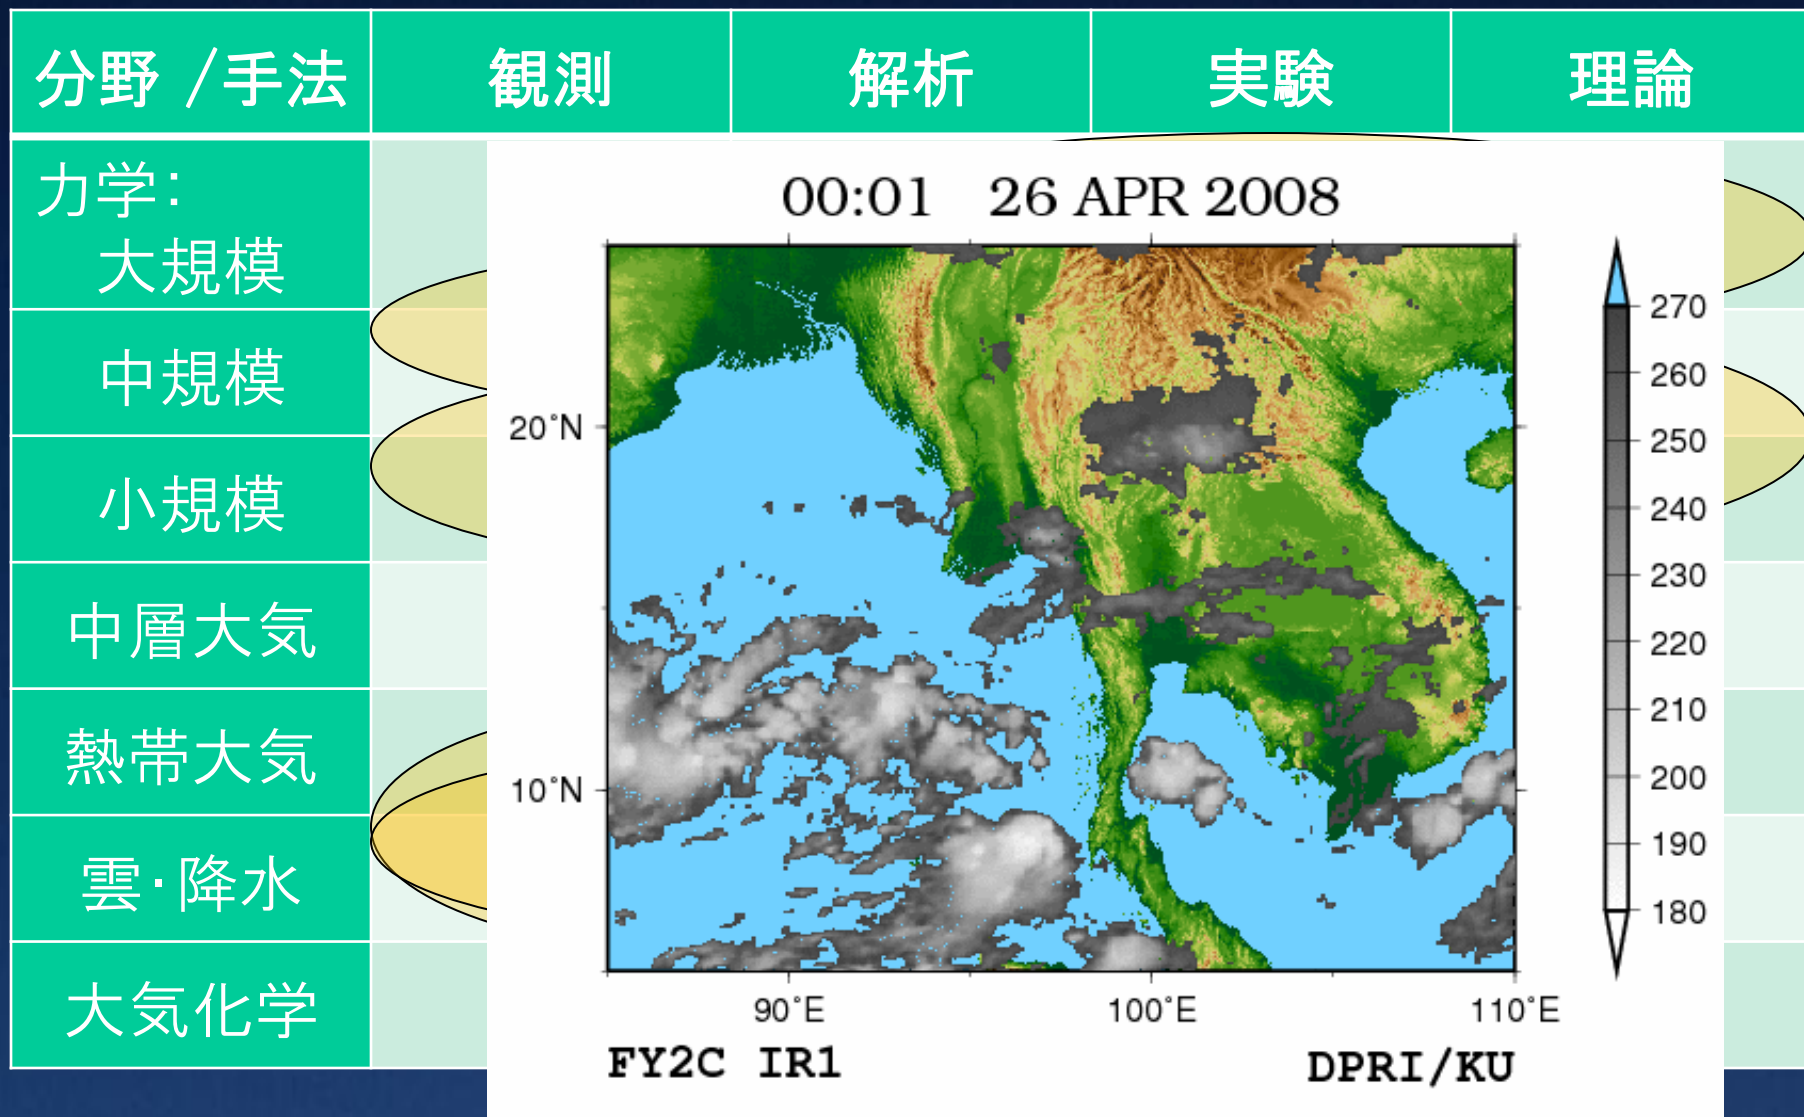 分野 /手法 観測 解析 実験 理論
力学:
大規模
中規模
小規模
中層大気
熱帯大気
雲・降水
大気化学
00:01 26 APR 2008
20°N
10°N
90°E 100°E 110°E
270
260
250
240
230
220
210
200
190
180
FY2C IR1 DPRI/KU